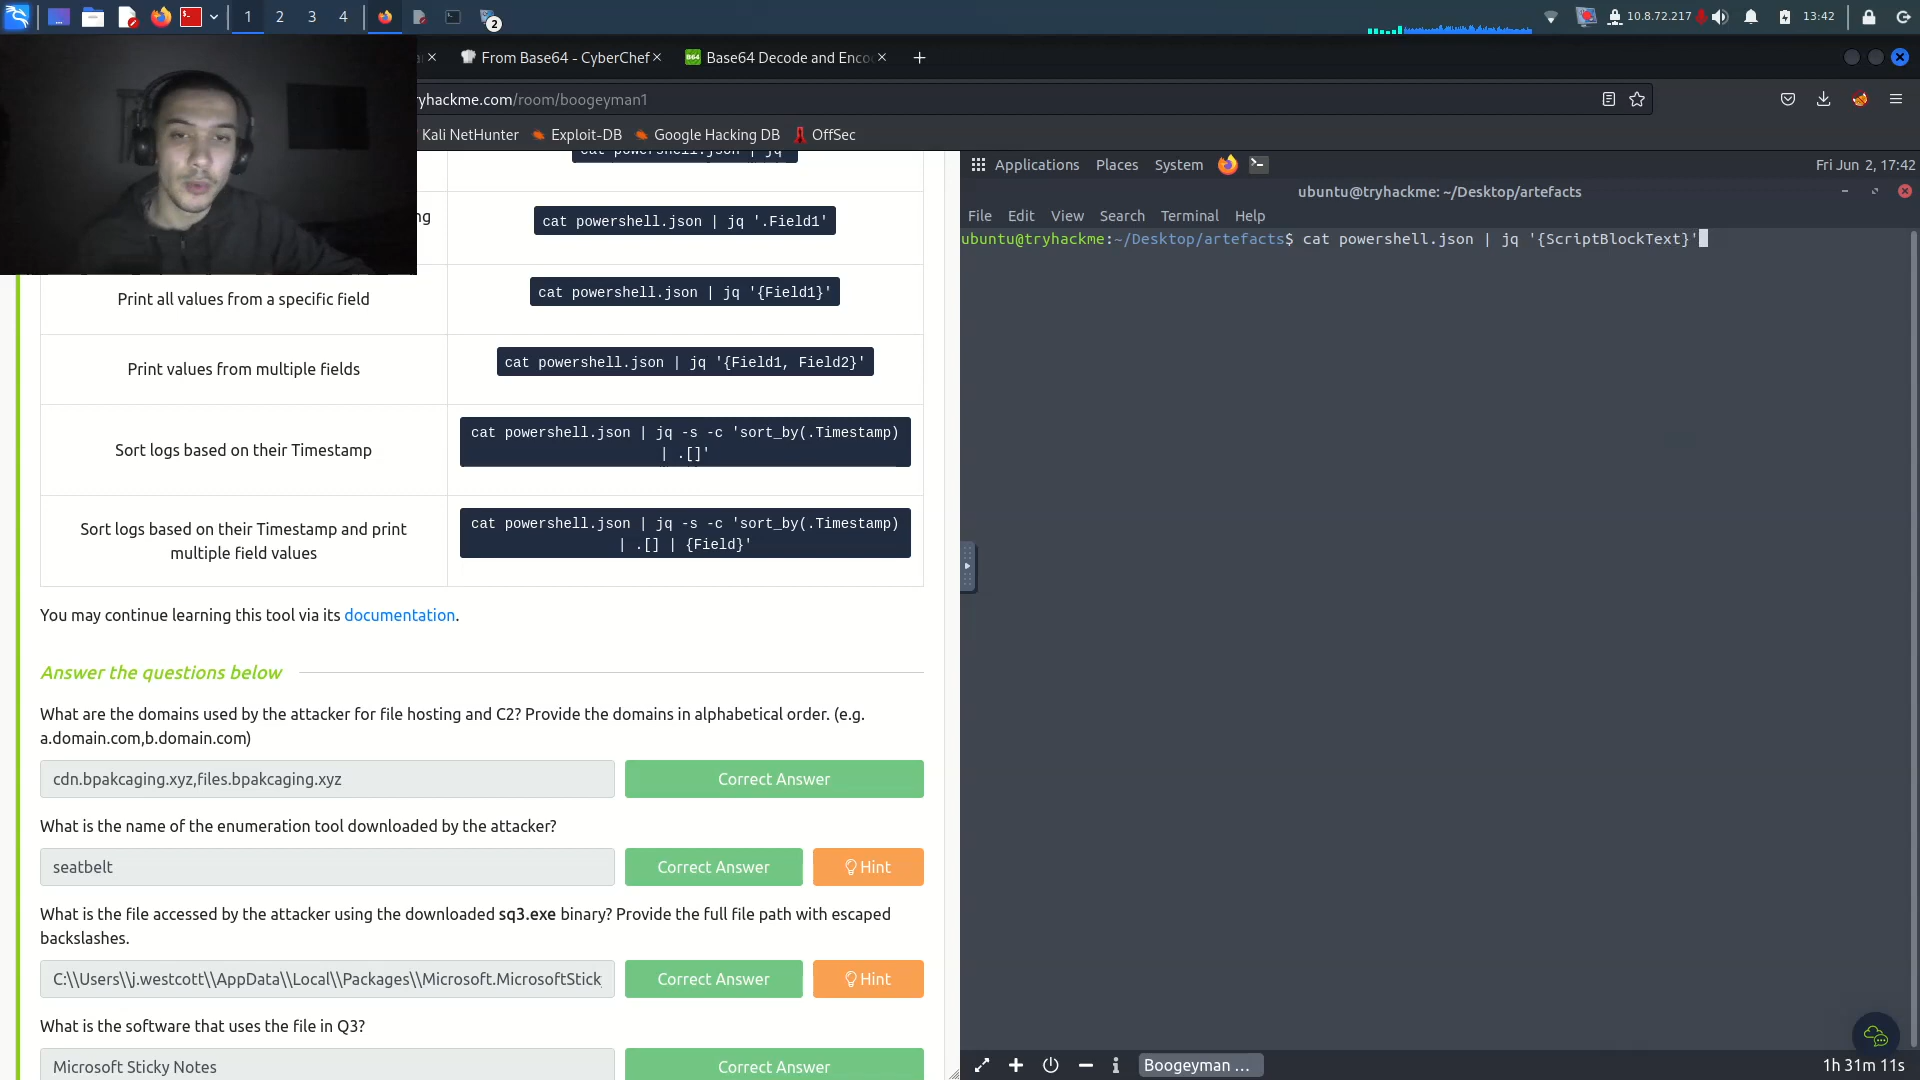 1
2
3
4
2
10.8.72.217
13:42
From Base64 - CyberChef
Base64 Decode and Enco
yhackme.com/room/boogeyman1
Kali NetHunter
Exploit-DB
Google Hacking DB
OffSec
cat powershell.json | jq
ng
cat powershell.json | jq '.Field1'
Print all values from a specific field
cat powershell.json | jq '{Field1}'
Print values from multiple fields
cat powershell.json | jq '{Field1, Field2}'
Sort logs based on their Timestamp
cat powershell.json | jq -s -c 'sort_by(.Timestamp)
| .[]'
Sort logs based on their Timestamp and print
multiple field values
cat powershell.json | jq -s -c 'sort_by(.Timestamp)
| .[] | {Field}'
You may continue learning this tool via its documentation.
Answer the questions below
What are the domains used by the attacker for file hosting and C2? Provide the domains in alphabetical order. (e.g.
a.domain.com,b.domain.com)
cdn.bpakcaging.xyz,files.bpakcaging.xyz
Correct Answer
What is the name of the enumeration tool downloaded by the attacker?
seatbelt
Correct Answer
Hint
What is the file accessed by the attacker using the downloaded sq3.exe binary? Provide the full file path with escaped
backslashes.
C:\\Users\\j.westcott\\AppData\\Local\\Packages\\Microsoft.MicrosoftStick
Correct Answer
Hint
What is the software that uses the file in Q3?
Microsoft Sticky Notes
Correct Answer
Applications Places System
Fri Jun 2, 17:42
ubuntu@tryhackme: ~/Desktop/artefacts
File Edit View Search Terminal Help
ubuntu@tryhackme:~/Desktop/artefacts$ cat powershell.json | jq '{ScriptBlockText}'
Boogeyman ...
1h 31m 11s